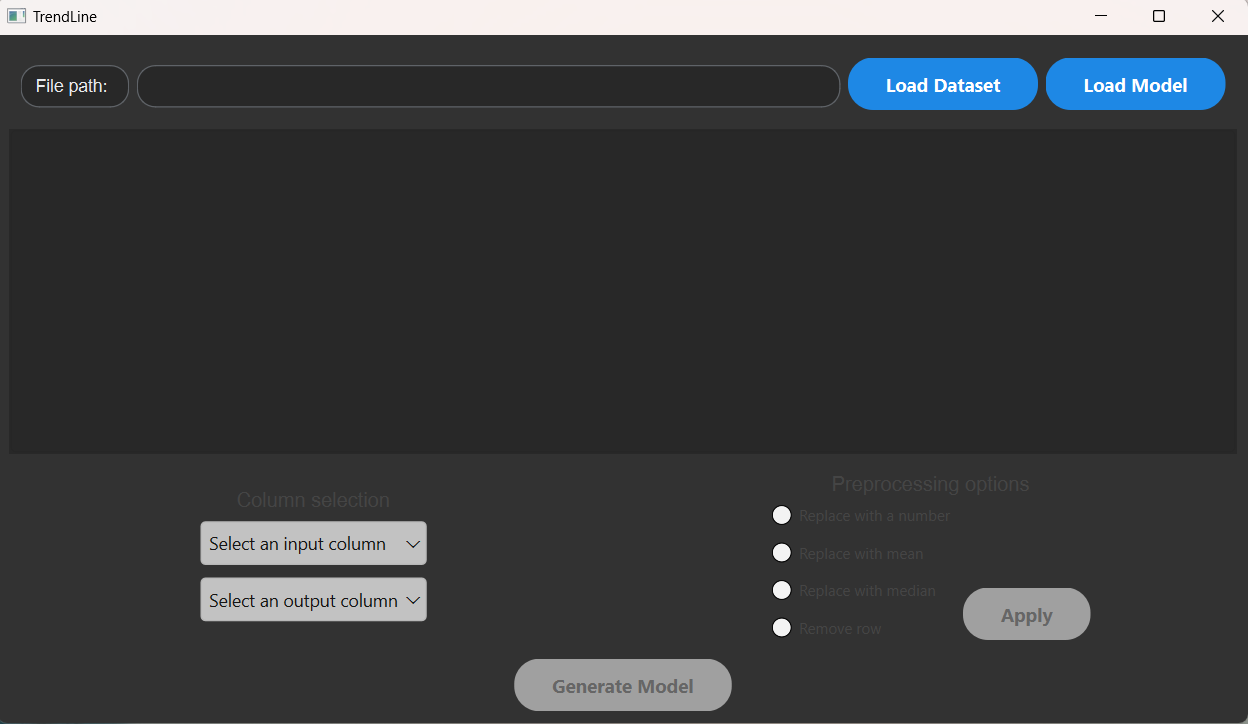 TrendLine
File path:
Load Dataset
Load Model
Column selection
Select an input column
Select an output column
Preprocessing options
Replace with a number
Replace with mean
Replace with median
Remove row
Apply
Generate Model